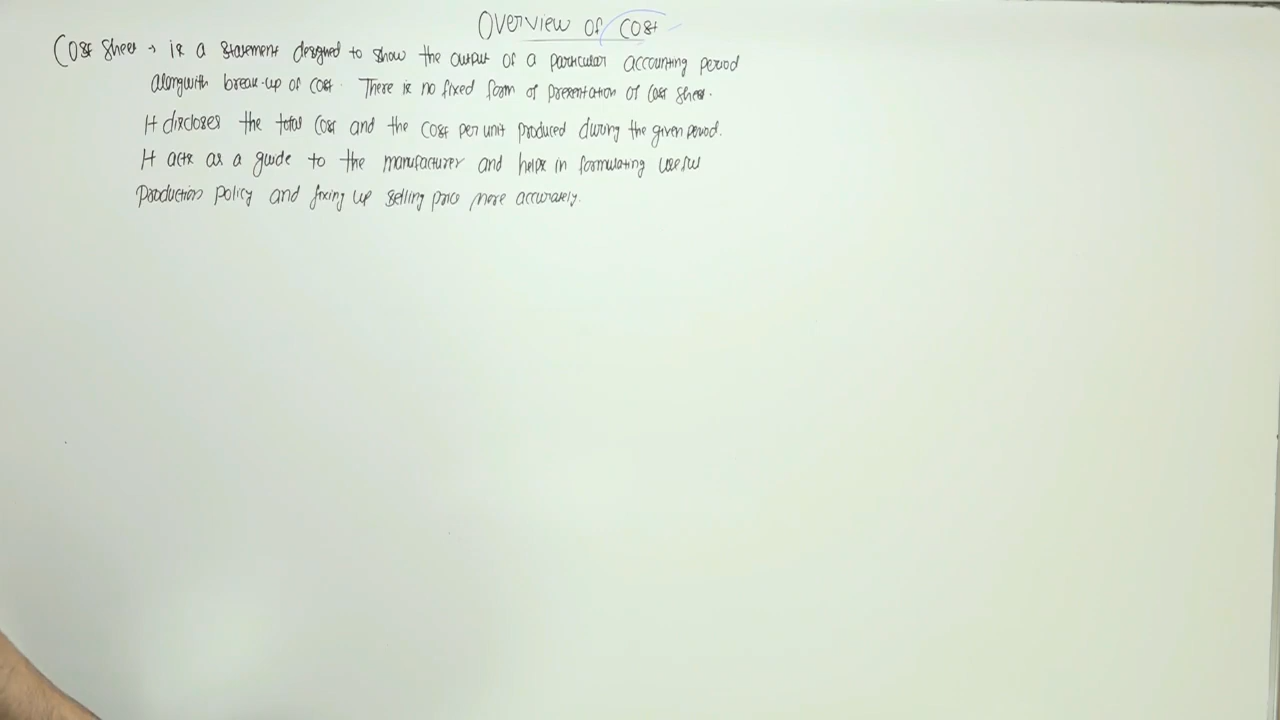 Overview of Cost
Cost Sheet → is a statement designed to show the output of a particular accounting period
alongwith break-up of cost. There is no fixed form of presentation of cost sheet.
It discloses the total cost and the cost per unit produced during the given period.
It acts as a guide to the manufacturer and helps in formulating useful
production policy and fixing up selling price more accurately.